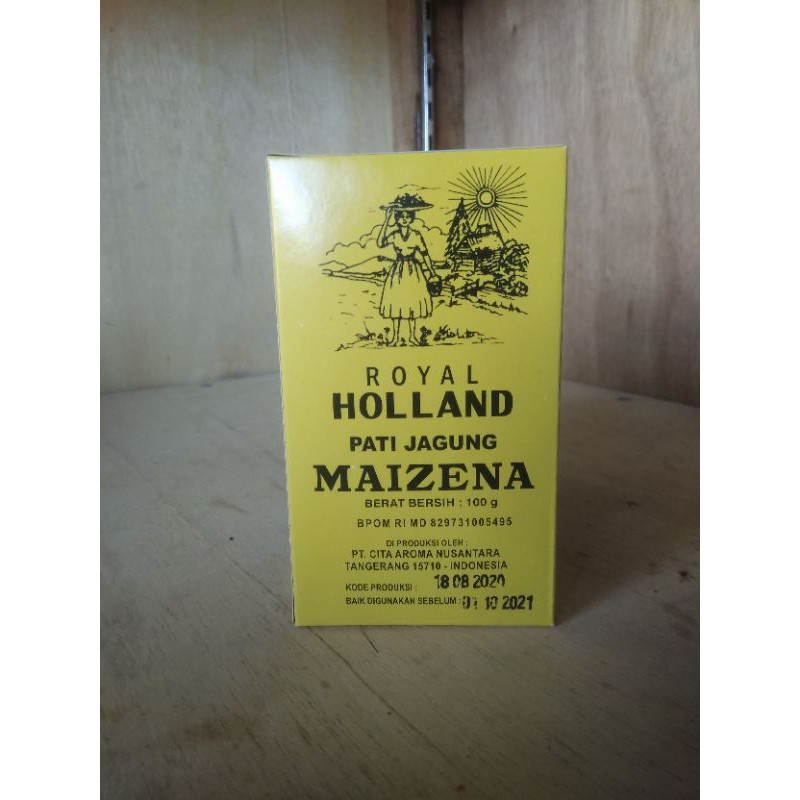 ROYAL
HOLLAND
PATI JAGUNG
MAIZENA
BERAT BERSIH : 100 g
BPOM RI MD 829731005495
DI PRODUKSI OLEH :
PT. CITA AROMA NUSANTARA
TANGERANG 15710 - INDONESIA
KODE PRODUKSI : 18 08 2020
BAIK DIGUNAKAN SEBELUM : 01 10 2021